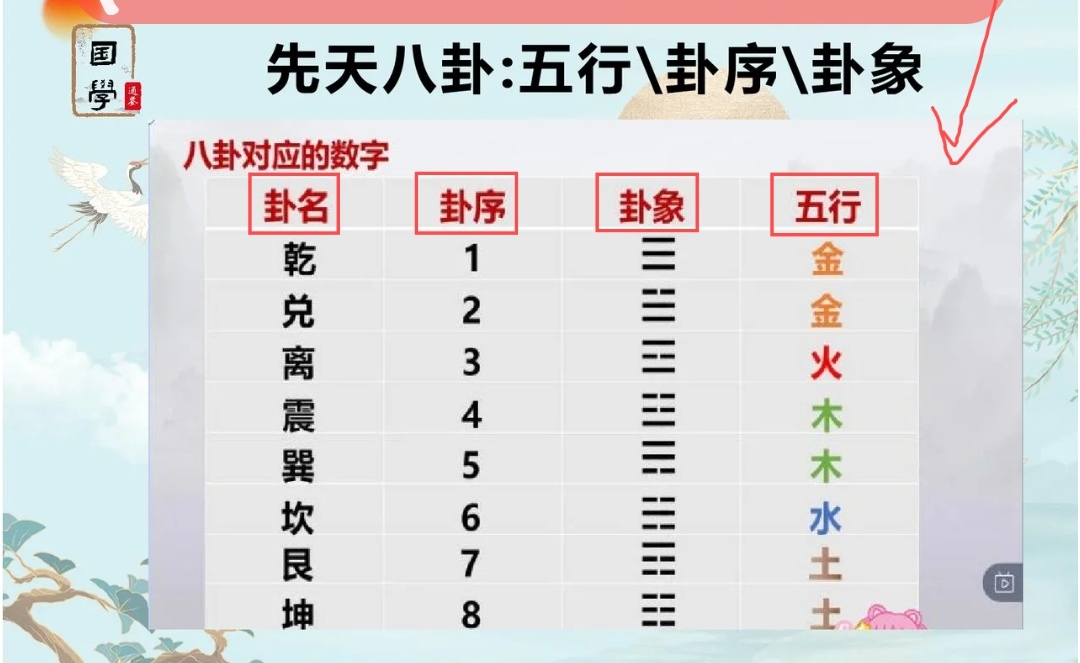 国學
先天八卦:五行\卦序\卦象
八卦对应的数字
卦名 卦序 卦象 五行
乾 1 ☰ 金
兑 2 ☱ 金
离 3 ☲ 火
震 4 ☳ 木
巽 5 ☴ 木
坎 6 ☵ 水
艮 7 ☶ 土
坤 8 ☷ 土